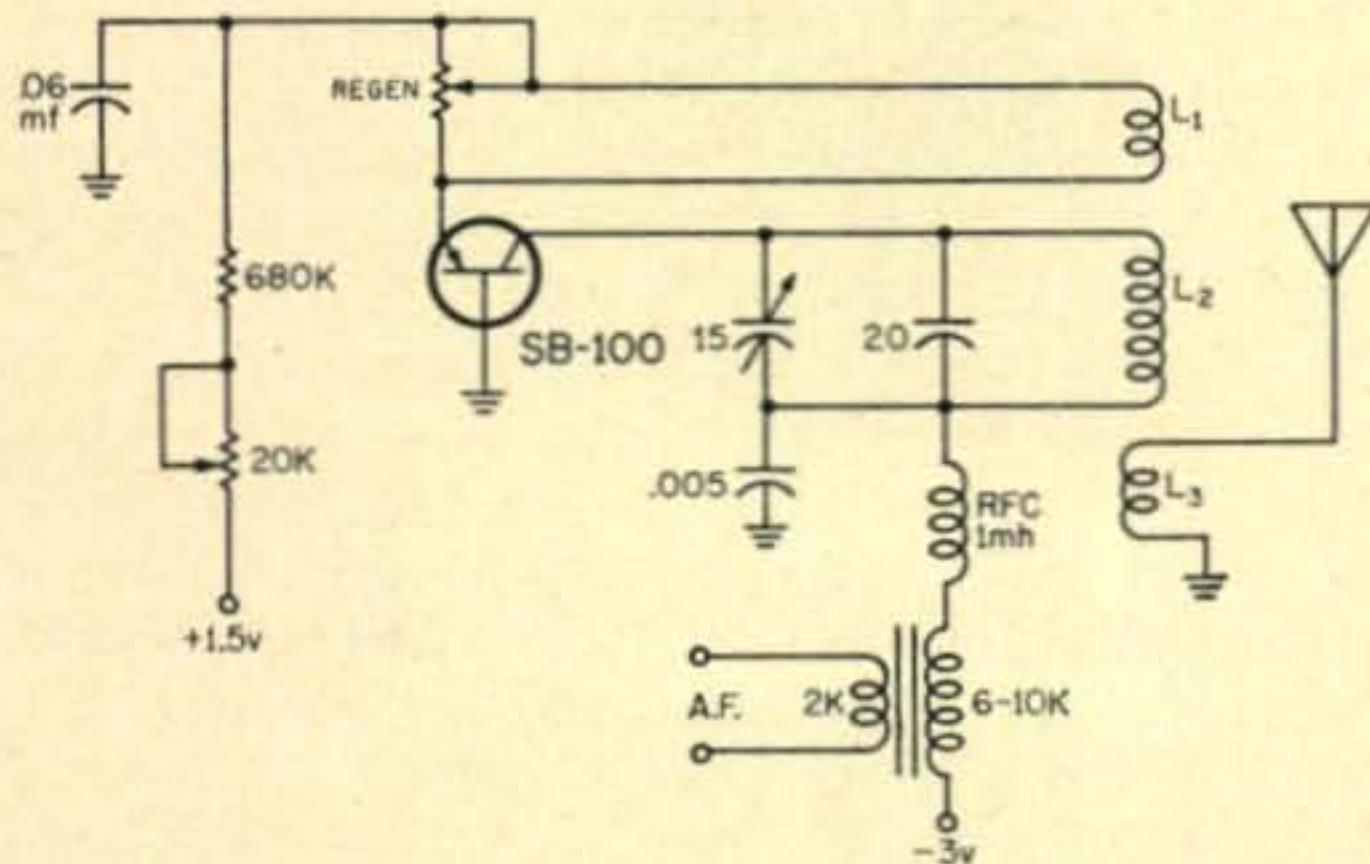 .06
mf
REGEN
L1
680K
SB-100
15
20
L2
20K
.005
RFC
1mh
L3
+1.5v
A.F.
2K
6-10K
-3v